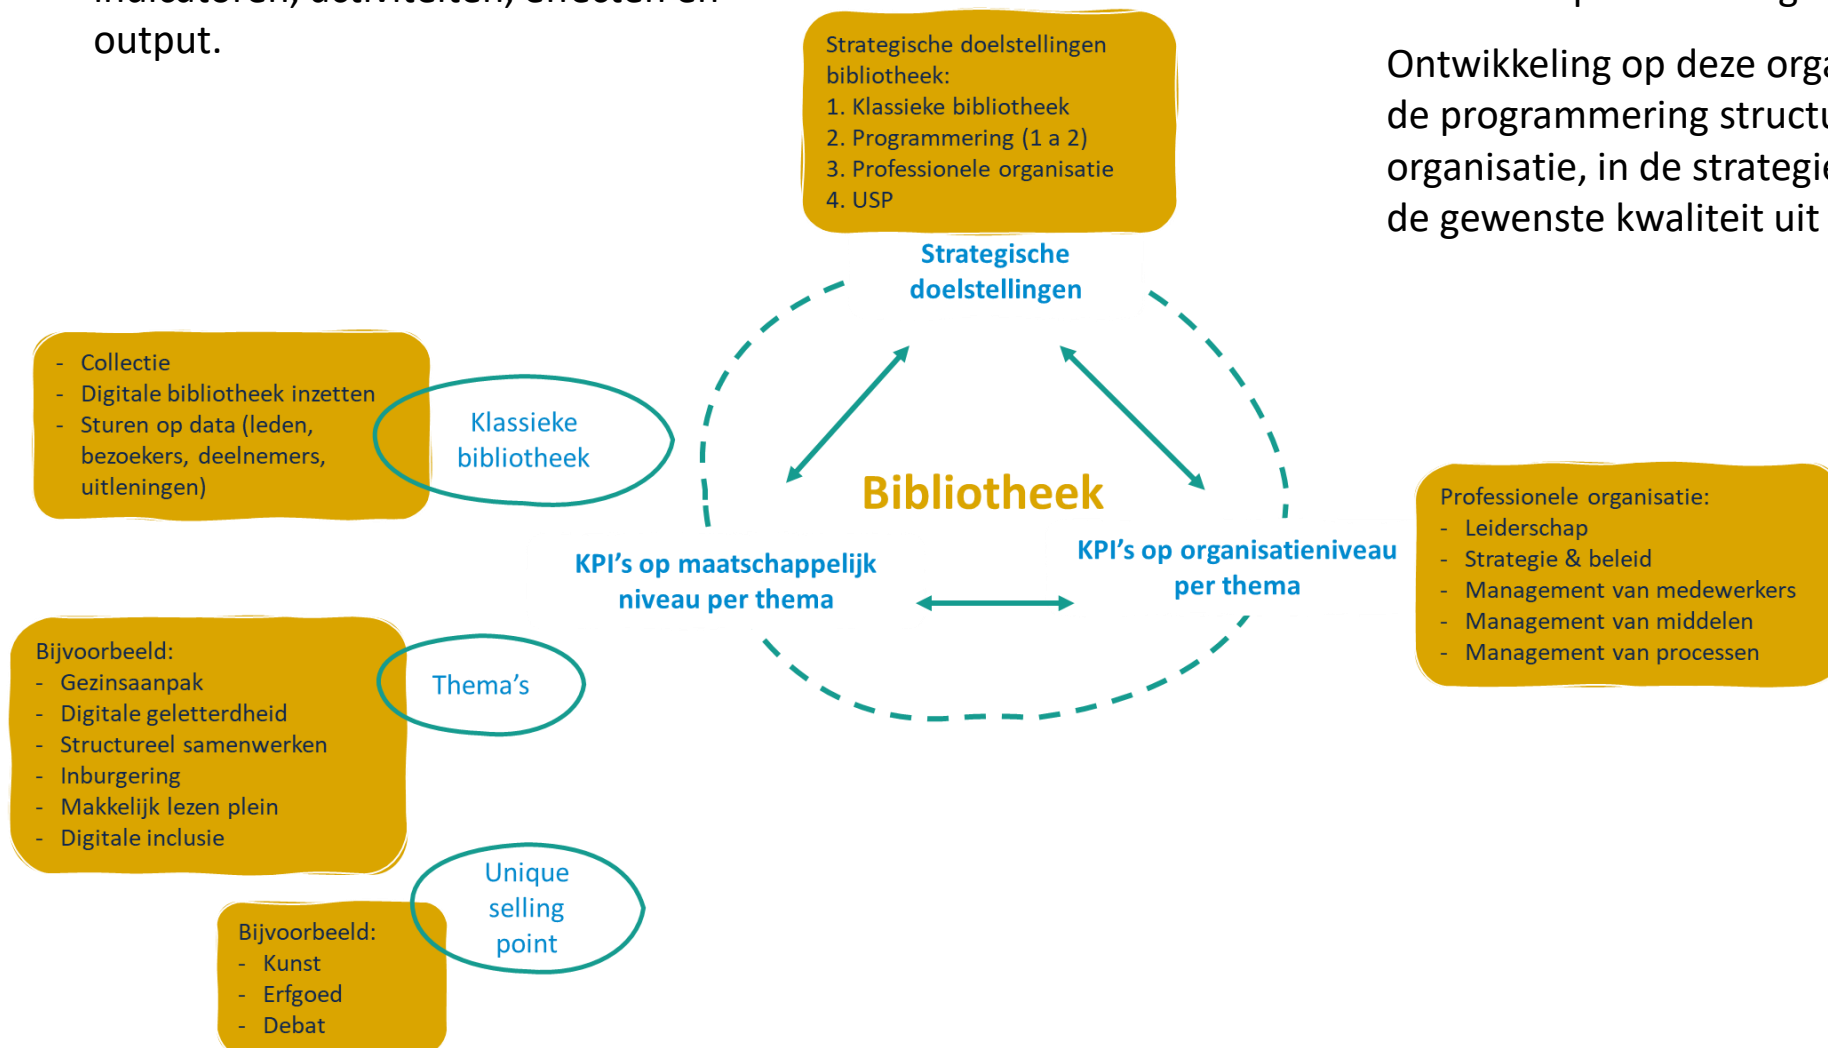 output.
Strategische doelstellingen
bibliotheek:
1. Klassieke bibliotheek
2. Programmering (1 a 2)
3. Professionele organisatie
4. USP
Ontwikkeling op deze
de programmering
organisatie, in de
de gewenste kwaliteit uit
Strategische
doelstellingen
- Collectie
- Digitale bibliotheek inzetten
- Sturen op data (leden,
bezoekers, deelnemers,
uitleningen)
Klassieke
bibliotheek
Bibliotheek
KPI's op maatschappelijk
niveau per thema
KPI's op organisatieniveau
per thema
Professionele organisatie:
- Leiderschap
- Strategie & beleid
- Management van medewerkers
- Management van middelen
- Management van processen
Bijvoorbeeld:
- Gezinsaanpak
- Digitale geletterdheid
- Structureel samenwerken
- Inburgering
- Makkelijk lezen plein
- Digitale inclusie
Thema's
Unique
selling
point
Bijvoorbeeld:
- Kunst
- Erfgoed
- Debat